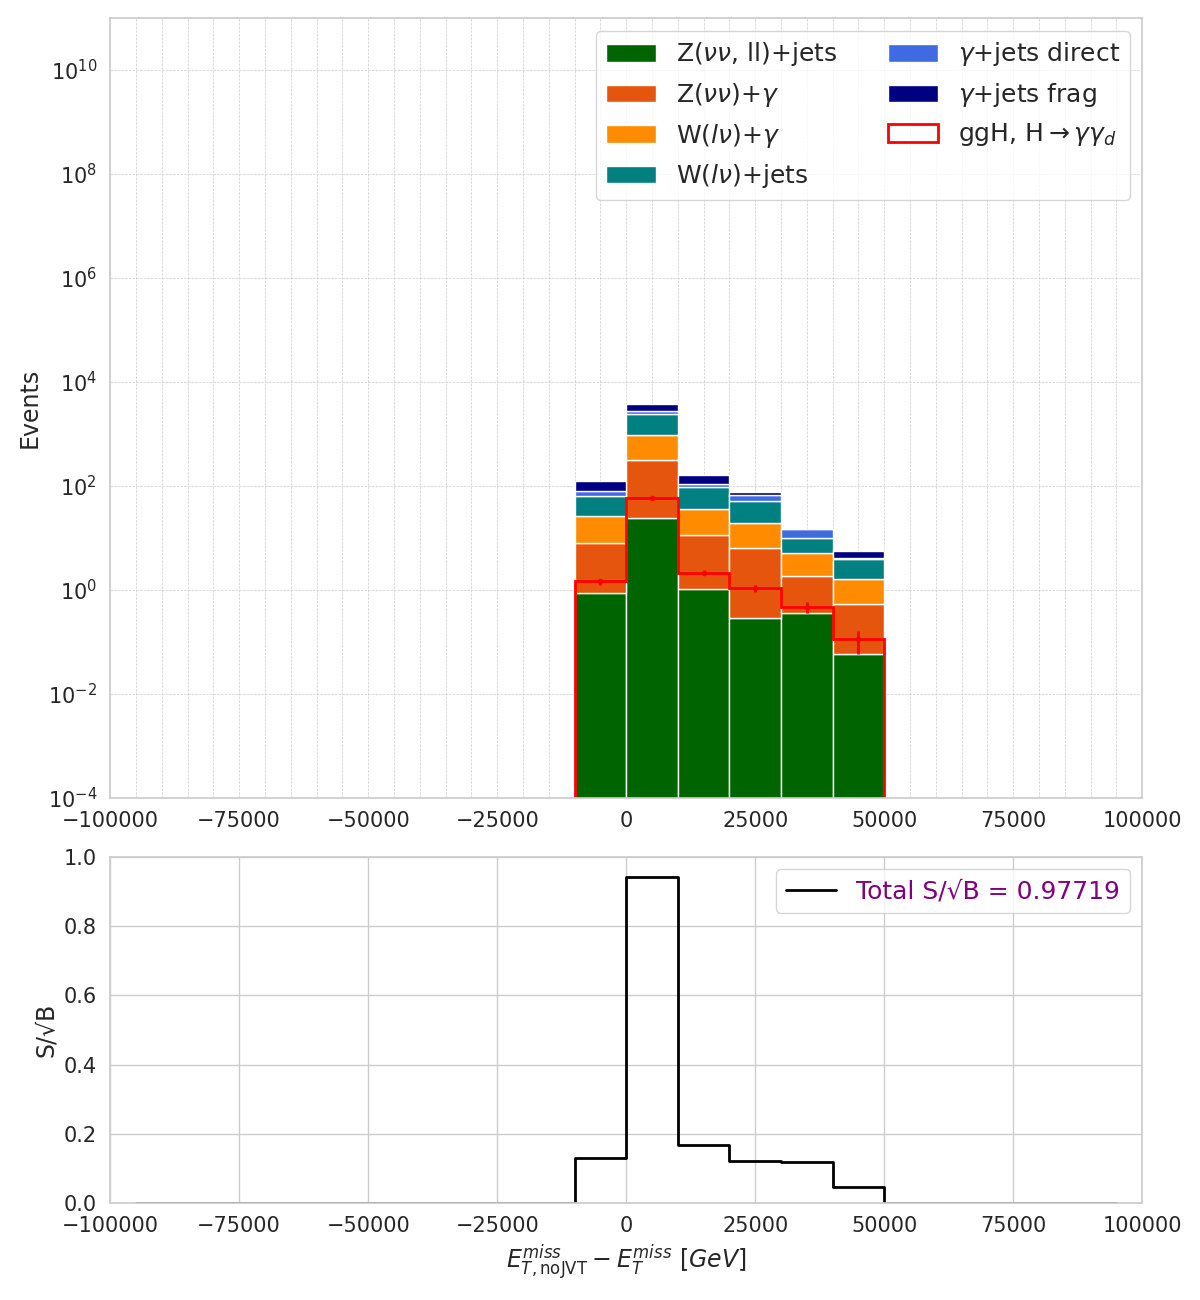 Z(νν, ll)+jets
Z(νν)+γ
W(lν)+γ
W(lν)+jets
γ+jets direct
γ+jets frag
ggH, H→γγ_d
Events
10^10
10^8
10^6
10^4
10^2
10^0
10^−2
10^−4
−100000 −75000 −50000 −25000 0 25000 50000 75000 100000
Total S/√B = 0.97719
S/√B
1.0
0.8
0.6
0.4
0.2
0.0
−100000 −75000 −50000 −25000 0 25000 50000 75000 100000
E_{T,noJVT}^{miss} − E_T^{miss} [GeV]